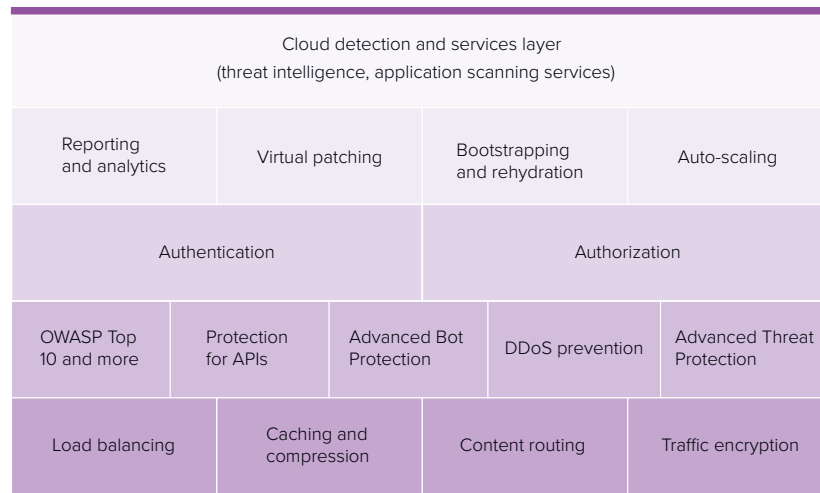 Cloud detection and services layer
(threat intelligence, application scanning services)
Reporting
and analytics
Virtual patching
Bootstrapping
and rehydration
Auto-scaling
Authentication
Authorization
OWASP Top
10 and more
Protection
for APIs
Advanced Bot
Protection
DDoS prevention
Advanced Threat
Protection
Load balancing
Caching and
compression
Content routing
Traffic encryption